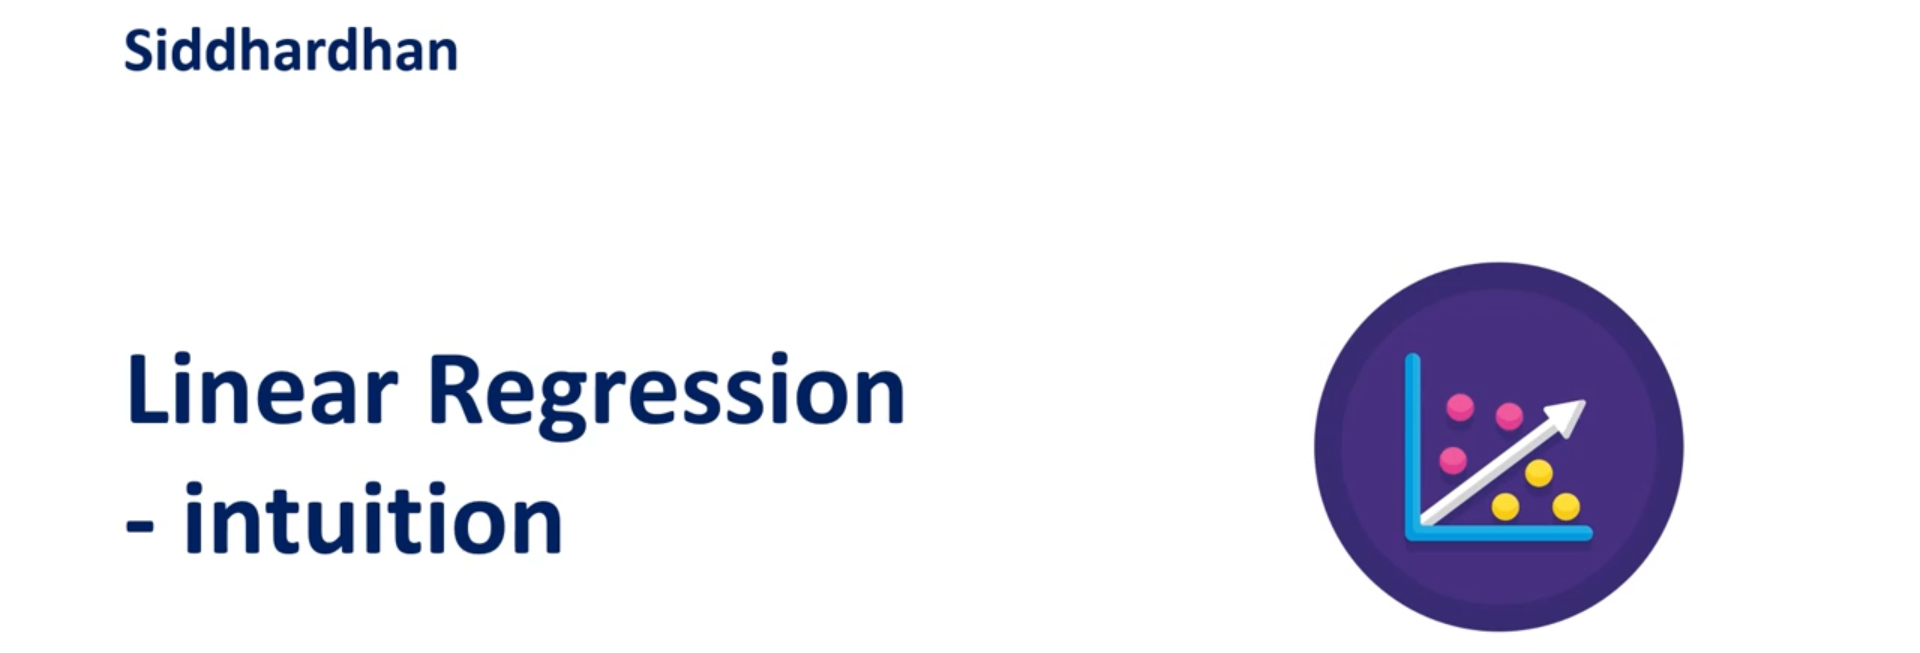 Siddhardhan
Linear Regression
- intuition